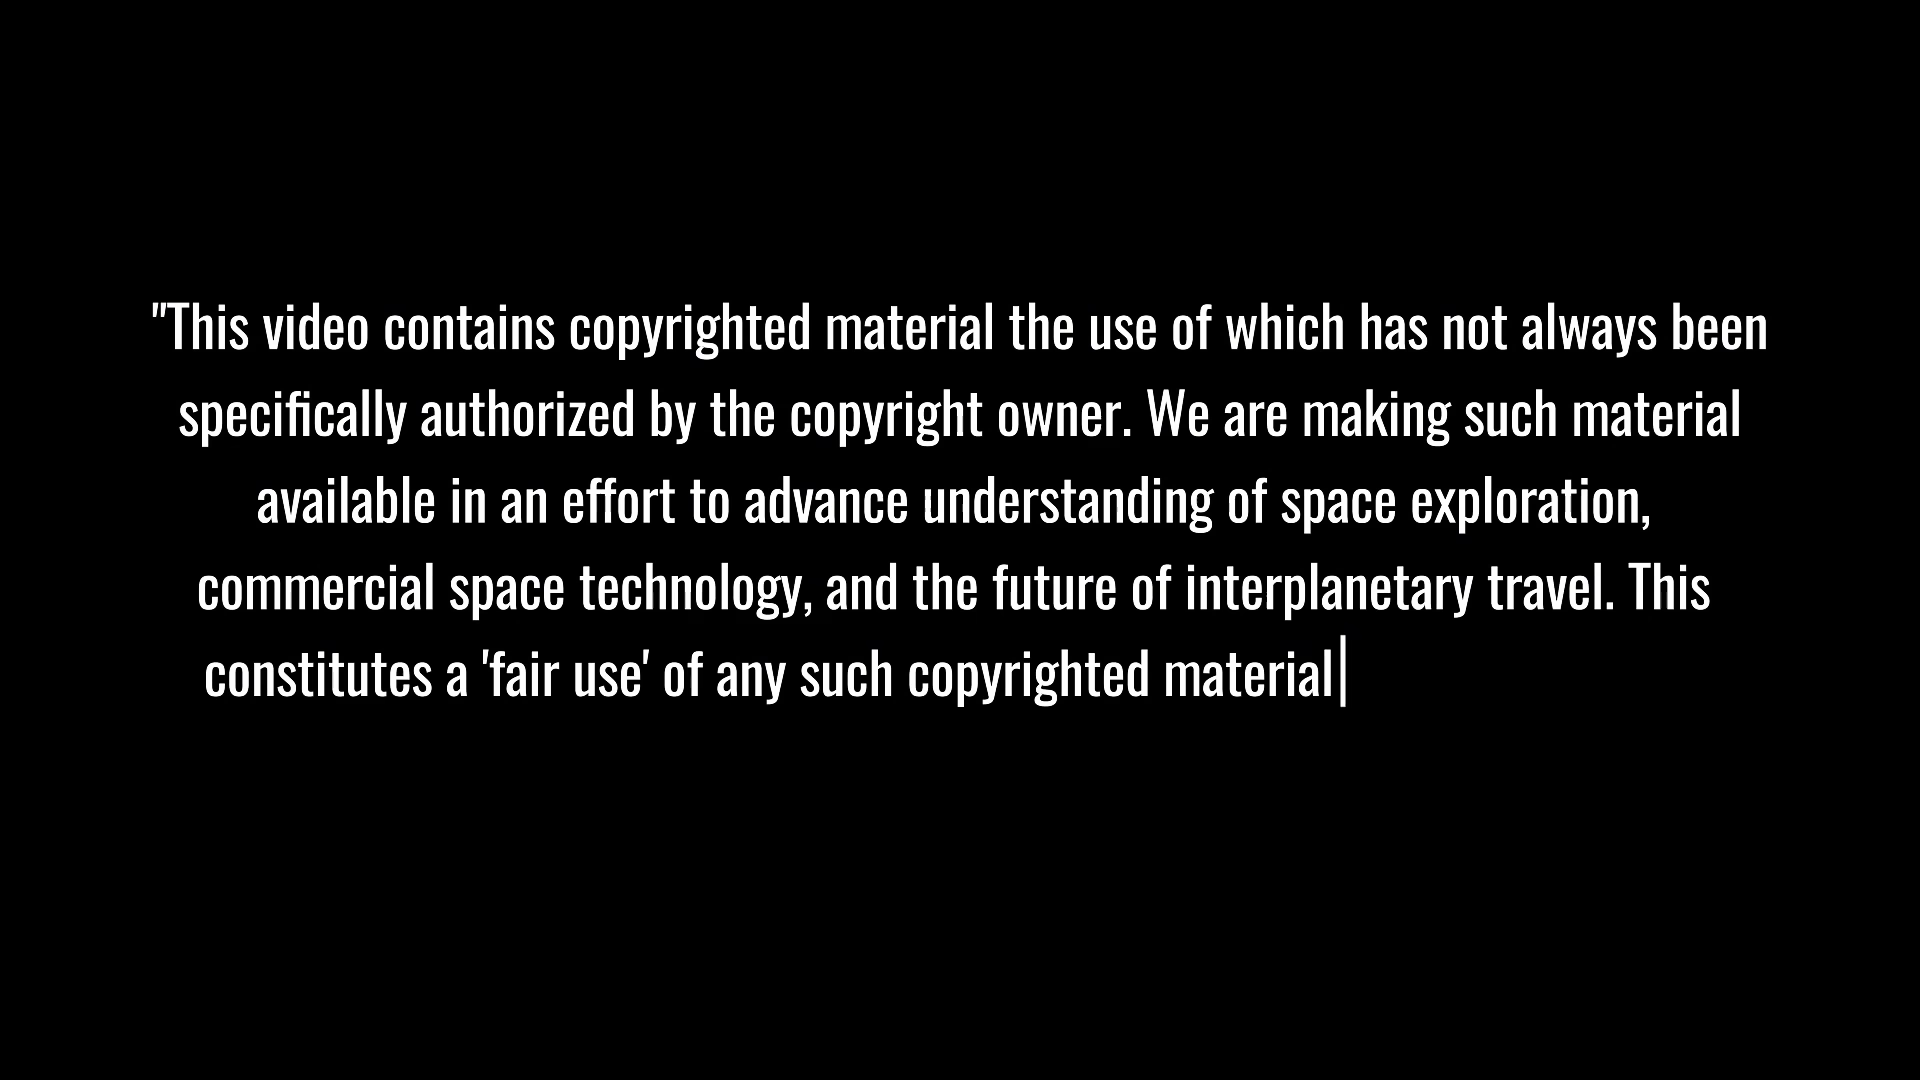 "This video contains copyrighted material the use of which has not always been
specifically authorized by the copyright owner. We are making such material
available in an effort to advance understanding of space exploration,
commercial space technology, and the future of interplanetary travel. This
constitutes a 'fair use' of any such copyrighted material